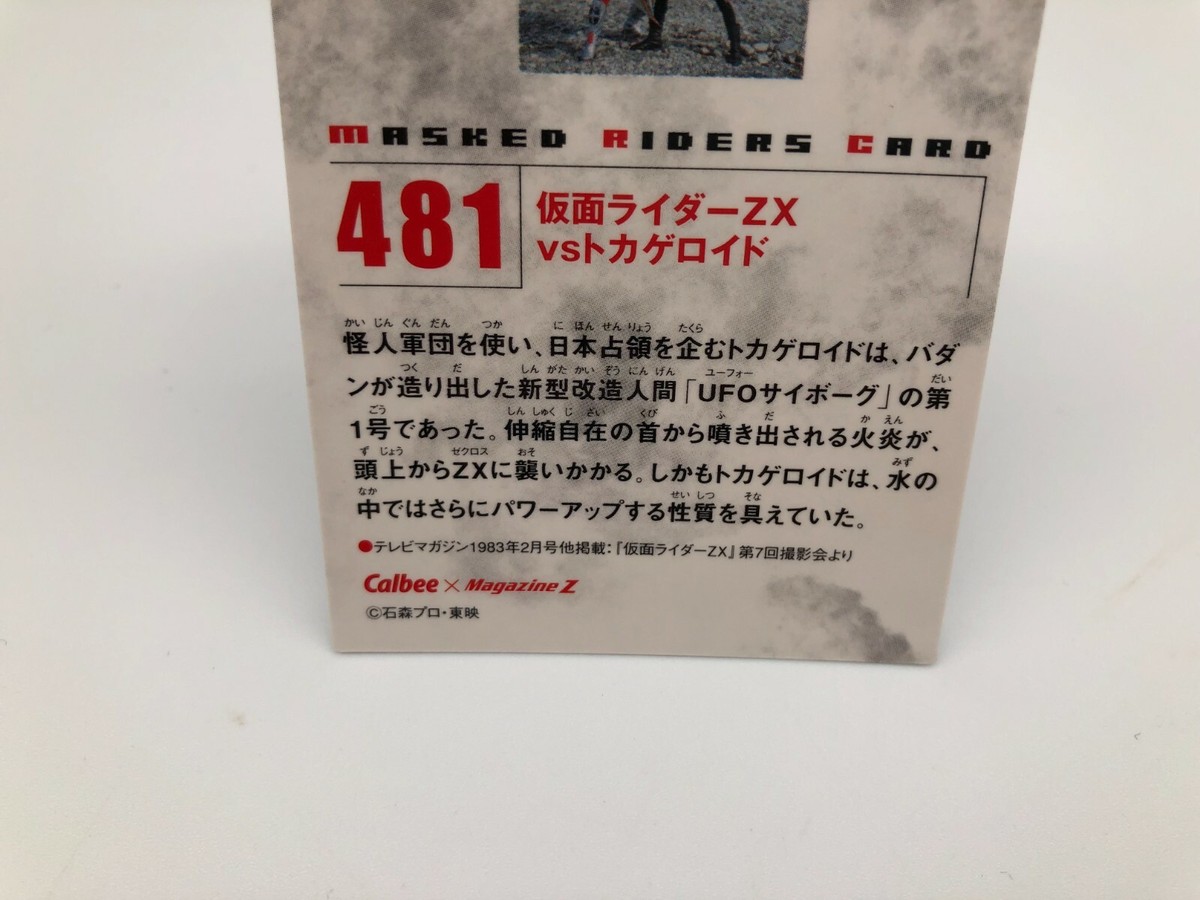 MASKED RIDERS CARD
481
仮面ライダーZX
vsトカゲロイド
かいじんぐんだん つか にほんせんりょう たくら
怪人軍団を使い、日本占領を企むトカゲロイドは、バダ
つく だ しんがたかいぞうにんげん ユーフォー だい
ンが造り出した新型改造人間「UFOサイボーグ」の第
ごう しんしゅくじざい くび ふ だ かえん
1号であった。伸縮自在の首から噴き出される火炎が、
ずじょう ゼクロス おそ みず
頭上からZXに襲いかかる。しかもトカゲロイドは、水の
なか せいしつ そな
中ではさらにパワーアップする性質を具えていた。
●テレビマガジン1983年2月号他掲載:『仮面ライダーZX』第7回撮影会より
Calbee × Magazine Z
©石森プロ・東映